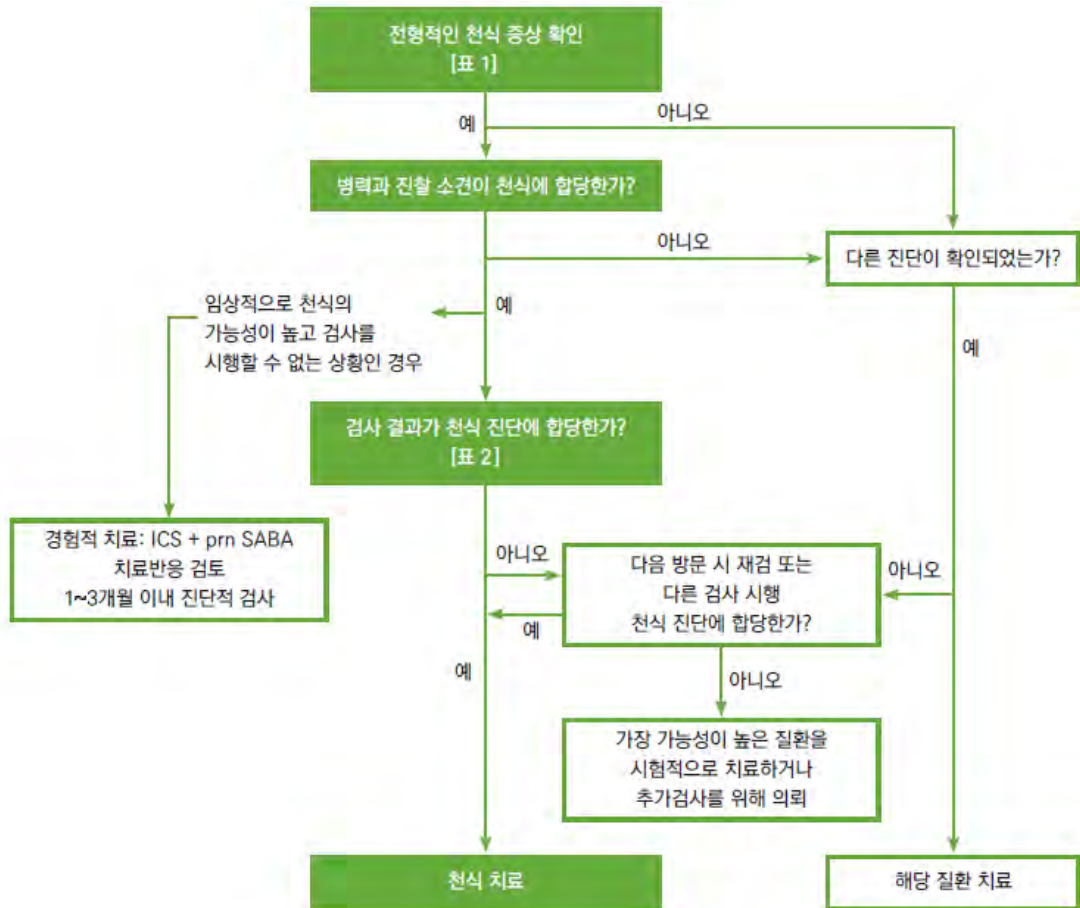 전형적인 천식 증상 확인
[표 1]
예
아니오
병력과 진찰 소견이 천식에 합당한가?
아니오
다른 진단이 확인되었는가?
임상적으로 천식의
가능성이 높고 검사를
시행할 수 없는 상황인 경우
예
예
검사 결과가 천식 진단에 합당한가?
[표 2]
경험적 치료: ICS + prn SABA
치료반응 검토
1~3개월 이내 진단적 검사
아니오
예
다음 방문 시 재검 또는
다른 검사 시행
천식 진단에 합당한가?
아니오
예
아니오
가장 가능성이 높은 질환을
시험적으로 치료하거나
추가검사를 위해 의뢰
천식 치료
해당 질환 치료